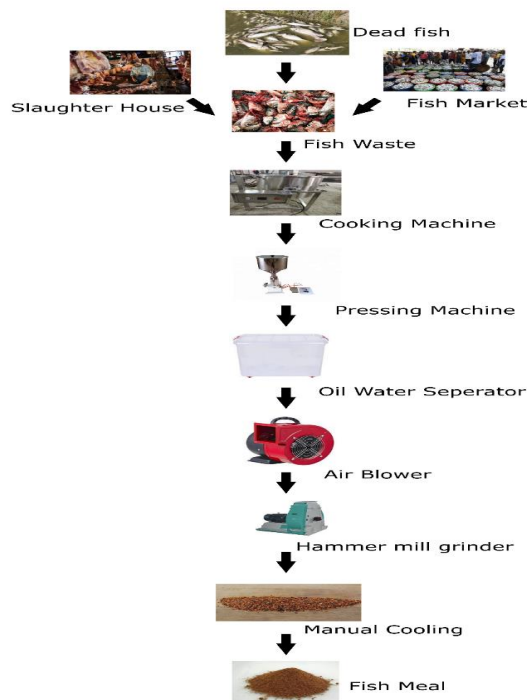 Dead fish
Slaughter House
Fish Market
Fish Waste
Cooking Machine
Pressing Machine
Oil Water Seperator
Air Blower
Hammer mill grinder
Manual Cooling
Fish Meal